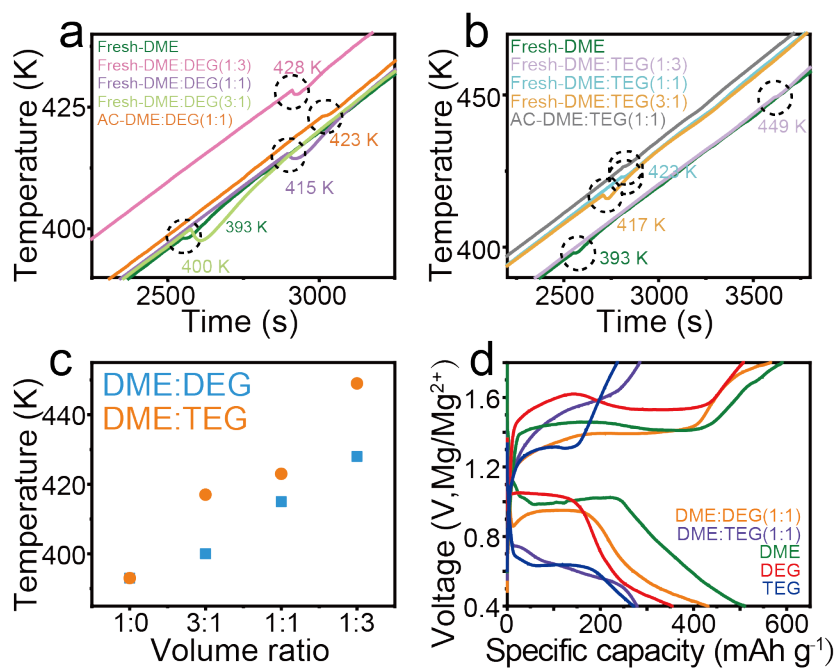 a
Fresh-DME
Fresh-DME:DEG(1:3)
Fresh-DME:DEG(1:1)
Fresh-DME:DEG(3:1)
AC-DME:DEG(1:1)
428 K
423 K
415 K
393 K
400 K
425
400
Temperature (K)
2500
3000
Time (s)
b
Fresh-DME
Fresh-DME:TEG(1:3)
Fresh-DME:TEG(1:1)
Fresh-DME:TEG(3:1)
AC-DME:TEG(1:1)
449 K
423 K
417 K
393 K
450
400
Temperature (K)
2500
3000
3500
Time (s)
c
DME:DEG
DME:TEG
440
420
400
Temperature (K)
1:0
3:1
1:1
1:3
Volume ratio
d
1.6
1.2
0.8
0.4
Voltage (V,Mg/Mg2+)
DME:DEG(1:1)
DME:TEG(1:1)
DME
DEG
TEG
0
200
400
600
Specific capacity (mAh g-1)